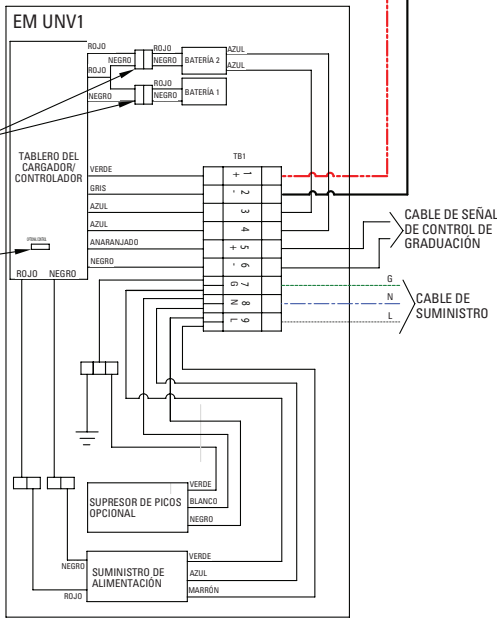 EM UNV1
ROJO
ROJO
AZUL
NEGRO
NEGRO
BATERÍA 2
ROJO
AZUL
ROJO
NEGRO
NEGRO
BATERÍA 1
TABLERO DEL
CARGADOR/
CONTROLADOR
TB1
VERDE
+ 1
GRIS
- 2
AZUL
3
AZUL
4
ANARANJADO
+ 5
NEGRO
- 6
G 7
N 8
L 9
CABLE DE SEÑAL
DE CONTROL DE
GRADUACIÓN
G
N
L
CABLE DE
SUMINISTRO
ROJO
NEGRO
SUPRESOR DE PICOS
OPCIONAL
VERDE
BLANCO
NEGRO
NEGRO
ROJO
SUMINISTRO DE
ALIMENTACIÓN
VERDE
AZUL
MARRÓN